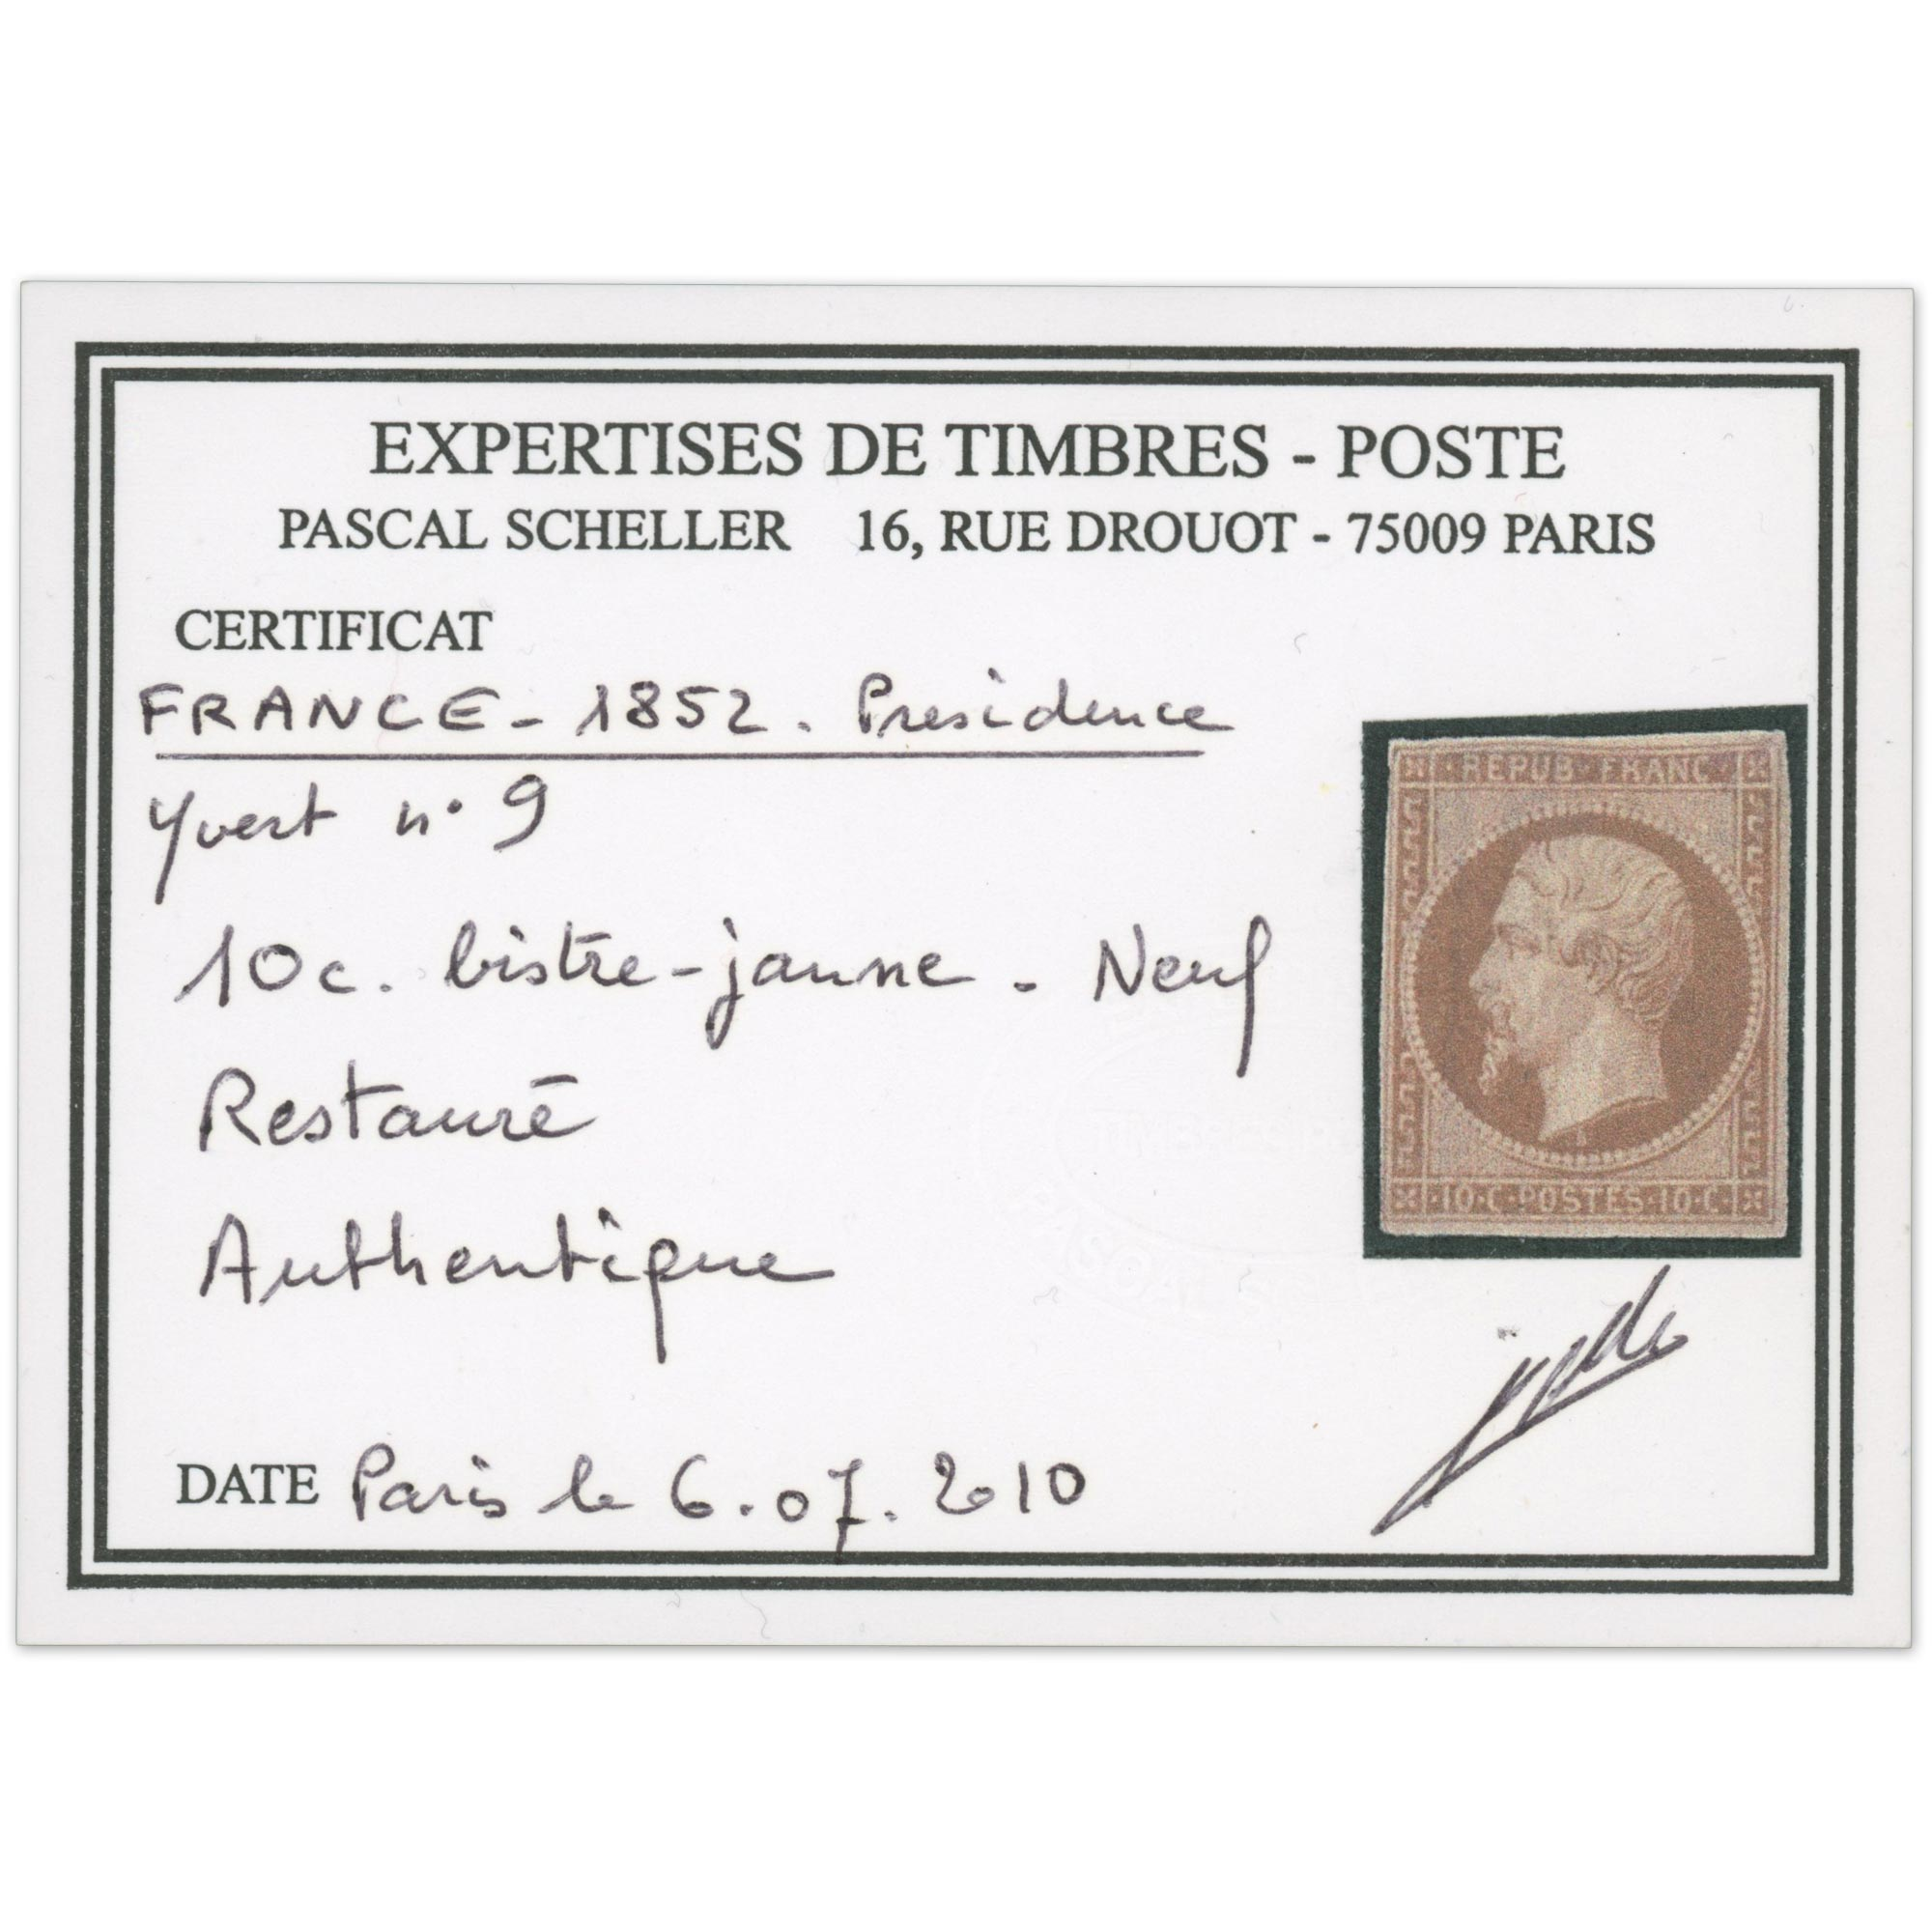 EXPERTISES DE TIMBRES - POSTE
PASCAL SCHELLER 16, RUE DROUOT - 75009 PARIS
CERTIFICAT
FRANCE - 1852. Presidence
Yvert n° 9
10c. bistre-jaune - Neuf
Restauré
Authentique
REPUB FRANC
10·C·POSTES·10·C
DATE Paris le 6.07.2010